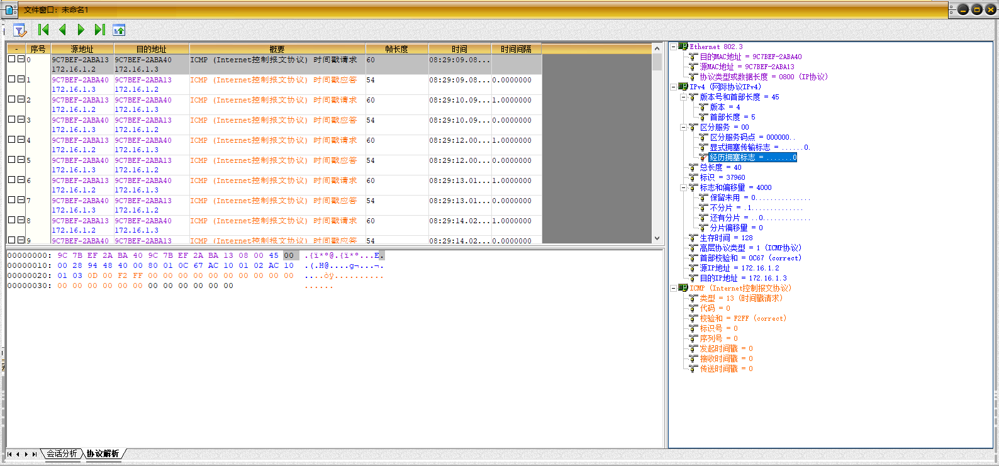 文件窗口: 未命名1
- 序号 源地址 目的地址 概要 帧长度 时间 时间间隔
0 9C7BEF-2ABA13 9C7BEF-2ABA40 ICMP (Internet控制报文协议) 时间戳请求 60 08:29:09.08...
172.16.1.2 172.16.1.3
1 9C7BEF-2ABA40 9C7BEF-2ABA13 ICMP (Internet控制报文协议) 时间戳应答 54 08:29:09.08... 0.0000000
172.16.1.3 172.16.1.2
2 9C7BEF-2ABA13 9C7BEF-2ABA40 ICMP (Internet控制报文协议) 时间戳请求 60 08:29:10.09... 1.0000000
172.16.1.2 172.16.1.3
3 9C7BEF-2ABA40 9C7BEF-2ABA13 ICMP (Internet控制报文协议) 时间戳应答 54 08:29:10.09... 0.0000000
172.16.1.3 172.16.1.2
4 9C7BEF-2ABA13 9C7BEF-2ABA40 ICMP (Internet控制报文协议) 时间戳请求 60 08:29:12.00... 1.0000000
172.16.1.2 172.16.1.3
5 9C7BEF-2ABA40 9C7BEF-2ABA13 ICMP (Internet控制报文协议) 时间戳应答 54 08:29:12.00... 0.0000000
172.16.1.3 172.16.1.2
6 9C7BEF-2ABA13 9C7BEF-2ABA40 ICMP (Internet控制报文协议) 时间戳请求 60 08:29:13.01... 1.0000000
172.16.1.2 172.16.1.3
7 9C7BEF-2ABA40 9C7BEF-2ABA13 ICMP (Internet控制报文协议) 时间戳应答 54 08:29:13.01... 0.0000000
172.16.1.3 172.16.1.2
8 9C7BEF-2ABA13 9C7BEF-2ABA40 ICMP (Internet控制报文协议) 时间戳请求 60 08:29:14.02... 1.0000000
172.16.1.2 172.16.1.3
9 9C7BEF-2ABA40 9C7BEF-2ABA13 ICMP (Internet控制报文协议) 时间戳应答 54 08:29:14.02... 0.0000000
00000000: 9C 7B EF 2A BA 40 9C 7B EF 2A BA 13 08 00 45 00 .{ï*º@.{ï*º...E.
00000010: 00 28 94 48 40 00 80 01 0C 67 AC 10 01 02 AC 10 .(.H@....g¬...¬.
00000020: 01 03 0D 00 F2 FF 00 00 00 00 00 00 00 00 00 00 ....òÿ..........
00000030: 00 00 00 00 00 00 00 00 00 00 00 00 ......
会话分析 协议解析
Ethernet 802.3
目的MAC地址 = 9C7BEF-2ABA40
源MAC地址 = 9C7BEF-2ABA13
协议类型或数据长度 = 0800 (IP协议)
IPv4 (网际协议IPv4)
版本号和首部长度 = 45
版本 = 4
首部长度 = 5
区分服务 = 00
区分服务码点 = 000000..
显式拥塞传输标志 = ......0.
经历拥塞标志 = .......0
总长度 = 40
标识 = 37960
标志和偏移量 = 4000
保留未用 = 0...............
不分片 = .1..............
还有分片 = ..0.............
分片偏移量 = 0
生存时间 = 128
高层协议类型 = 1 (ICMP协议)
首部校验和 = 0C67 (correct)
源IP地址 = 172.16.1.2
目的IP地址 = 172.16.1.3
ICMP (Internet控制报文协议)
类型 = 13 (时间戳请求)
代码 = 0
校验和 = F2FF (correct)
标识号 = 0
序列号 = 0
发起时间戳 = 0
接收时间戳 = 0
传送时间戳 = 0